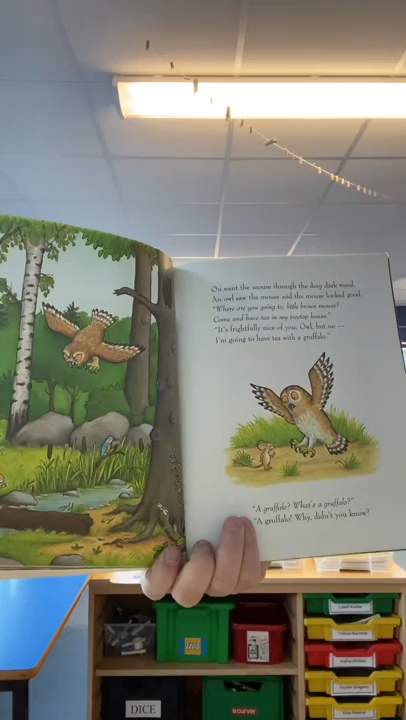 On went the mouse through the deep dark wood.
An owl saw the mouse and the mouse looked good.
"Where are you going to, little brown mouse?
Come and have tea in my treetop house."
"It's frightfully nice of you, Owl, but no —
I'm going to have tea with a gruffalo."
"A gruffalo? What's a gruffalo?"
"A gruffalo! Why, didn't you know?
LEGO
DICE